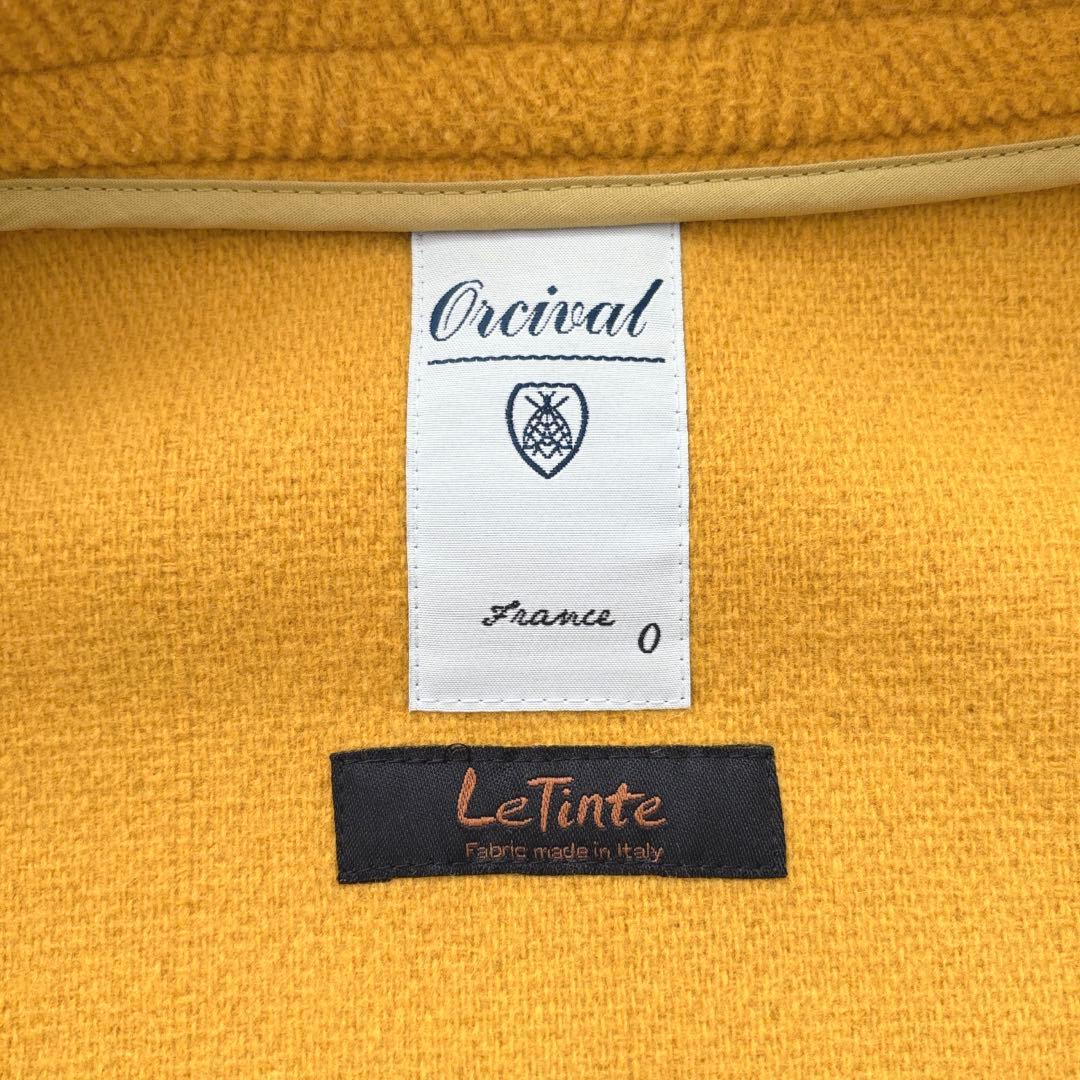 Orcival
France
0
LeTinte
Fabric made in Italy